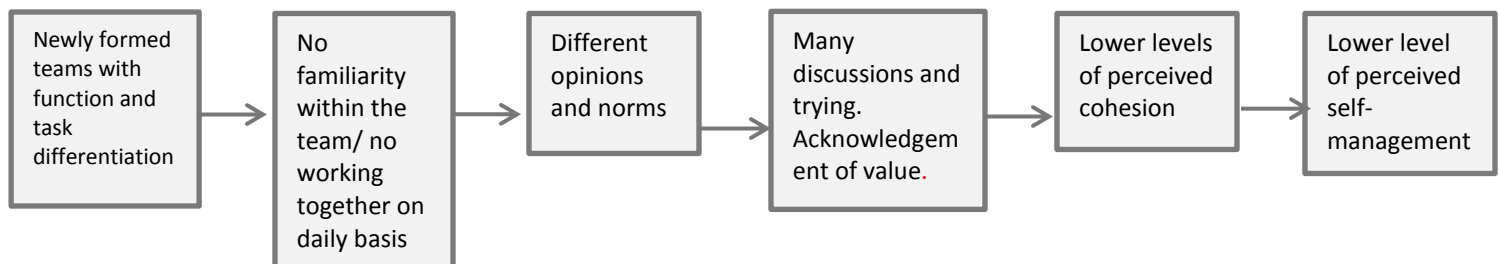 Newly formed
teams with
function and
task
differentiation
No
familiarity
within the
team/ no
working
together on
daily basis
Different
opinions
and norms
Many
discussions and
trying.
Acknowledgem
ent of value.
Lower levels
of perceived
cohesion
Lower level
of perceived
self-
management